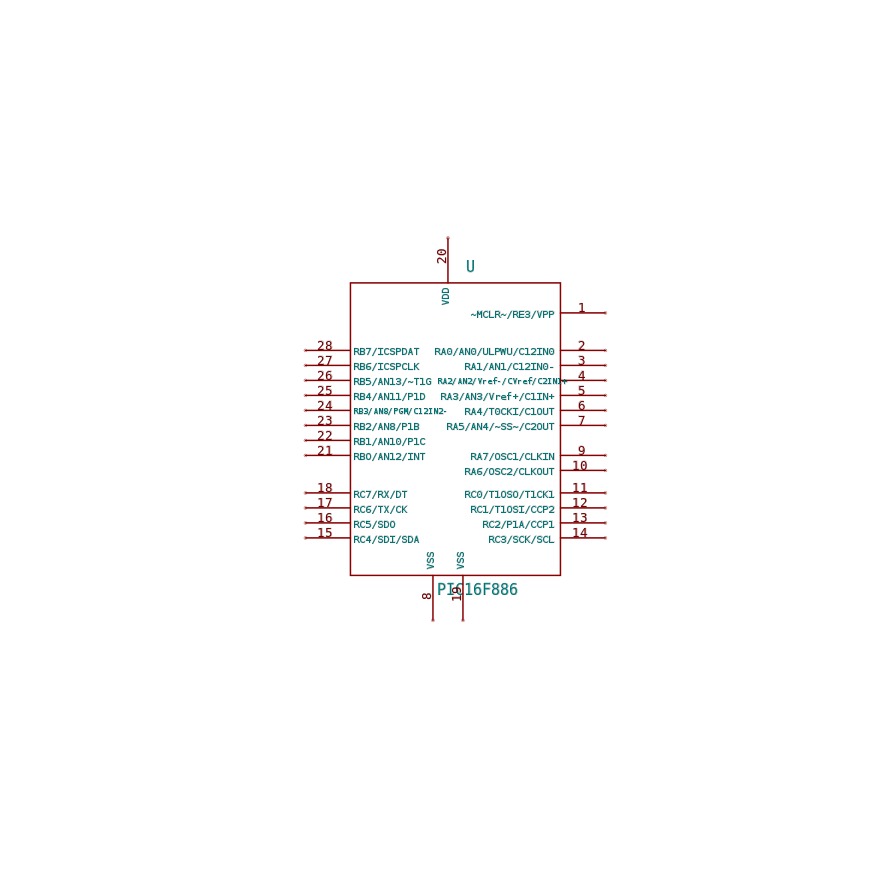 20
U
VDD
~MCLR~/RE3/VPP 1
28 RB7/ICSPDAT RA0/AN0/ULPWU/C12IN0 2
27 RB6/ICSPCLK RA1/AN1/C12IN0- 3
26 RB5/AN13/~T1G RA2/AN2/Vref-/CVref/C2IN1+ 4
25 RB4/AN11/P1D RA3/AN3/Vref+/C1IN+ 5
24 RB3/AN9/PGM/C12IN2- RA4/T0CKI/C1OUT 6
23 RB2/AN8/P1B RA5/AN4/~SS~/C2OUT 7
22 RB1/AN10/P1C
21 RB0/AN12/INT RA7/OSC1/CLKIN 9
RA6/OSC2/CLKOUT 10
18 RC7/RX/DT RC0/T1OSO/T1CK1 11
17 RC6/TX/CK RC1/T1OSI/CCP2 12
16 RC5/SDO RC2/P1A/CCP1 13
15 RC4/SDI/SDA RC3/SCK/SCL 14
VSS VSS
PIC16F886
8 19